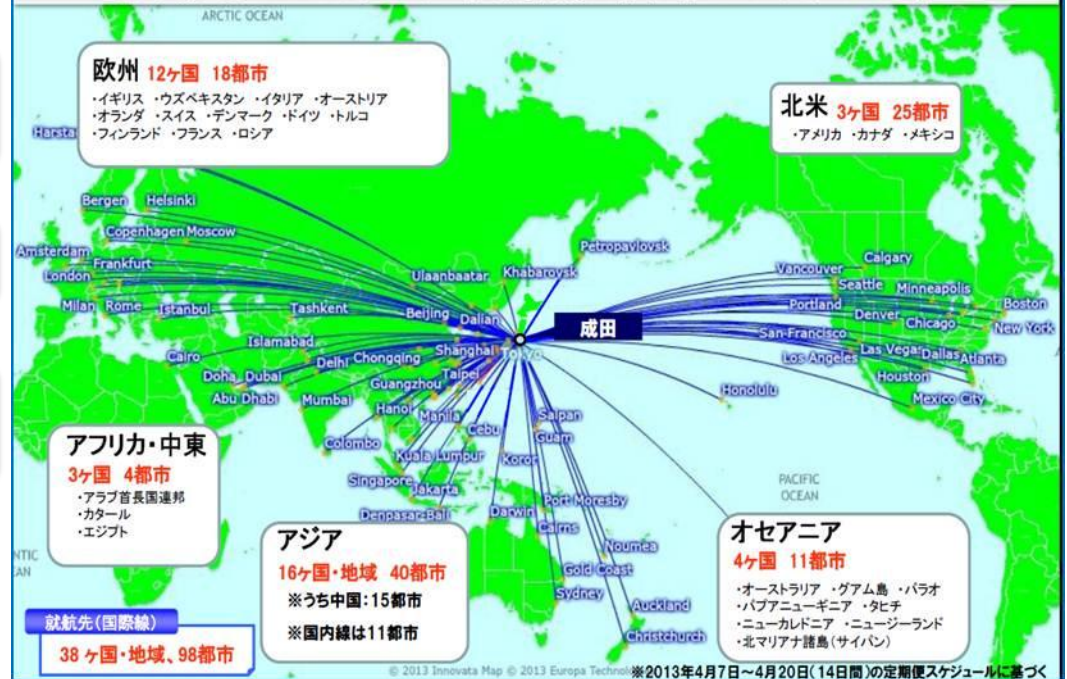 ARCTIC OCEAN
欧州 12ヶ国 18都市
・イギリス ・ウズベキスタン ・イタリア ・オーストリア
・オランダ ・スイス ・デンマーク ・ドイツ ・トルコ
・フィンランド ・フランス ・ロシア
北米 3ヶ国 25都市
・アメリカ ・カナダ ・メキシコ
Bergen Helsinki
Copenhagen Moscow
Amsterdam
Frankfurt
London
Milan Rome Istanbul
Tashkent
Ulaanbaatar
Khabarovsk
Petropavlovsk
Beijing Dalian
成田
Tokyo
Vancouver
Calgary
Seattle
Minneapolis
Portland
Boston
Denver
Chicago
New York
San-Francisco
Los Angeles
Las Vegas
Dallas
Atlanta
Houston
Mexico City
Honolulu
Islamabad
Cairo
Delhi
Chongqing
Shanghai
Doha Dubai
Taipei
Abu Dhabi
Mumbai
Guangzhou
Hanoi
Manila
Cebu
Saipan
Guam
Colombo
Kuala Lumpur
Koror
Singapore
Jakarta
Denpasar-Bali
Darwin
Port Moresby
Cairns
Noumea
Gold Coast
Sydney
Auckland
Christchurch
PACIFIC
OCEAN
アフリカ・中東
3ヶ国 4都市
・アラブ首長国連邦
・カタール
・エジプト
アジア
16ヶ国・地域 40都市
※うち中国：15都市
※国内線は11都市
オセアニア
4ヶ国 11都市
・オーストラリア ・グアム島 ・パラオ
・パプアニューギニア ・タヒチ
・ニューカレドニア ・ニュージーランド
・北マリアナ諸島（サイパン）
就航先（国際線）
38 ヶ国・地域、98都市
© 2013 Innovata Map © 2013 Europa
※2013年4月7日～4月20日（14日間）の定期便スケジュールに基づく